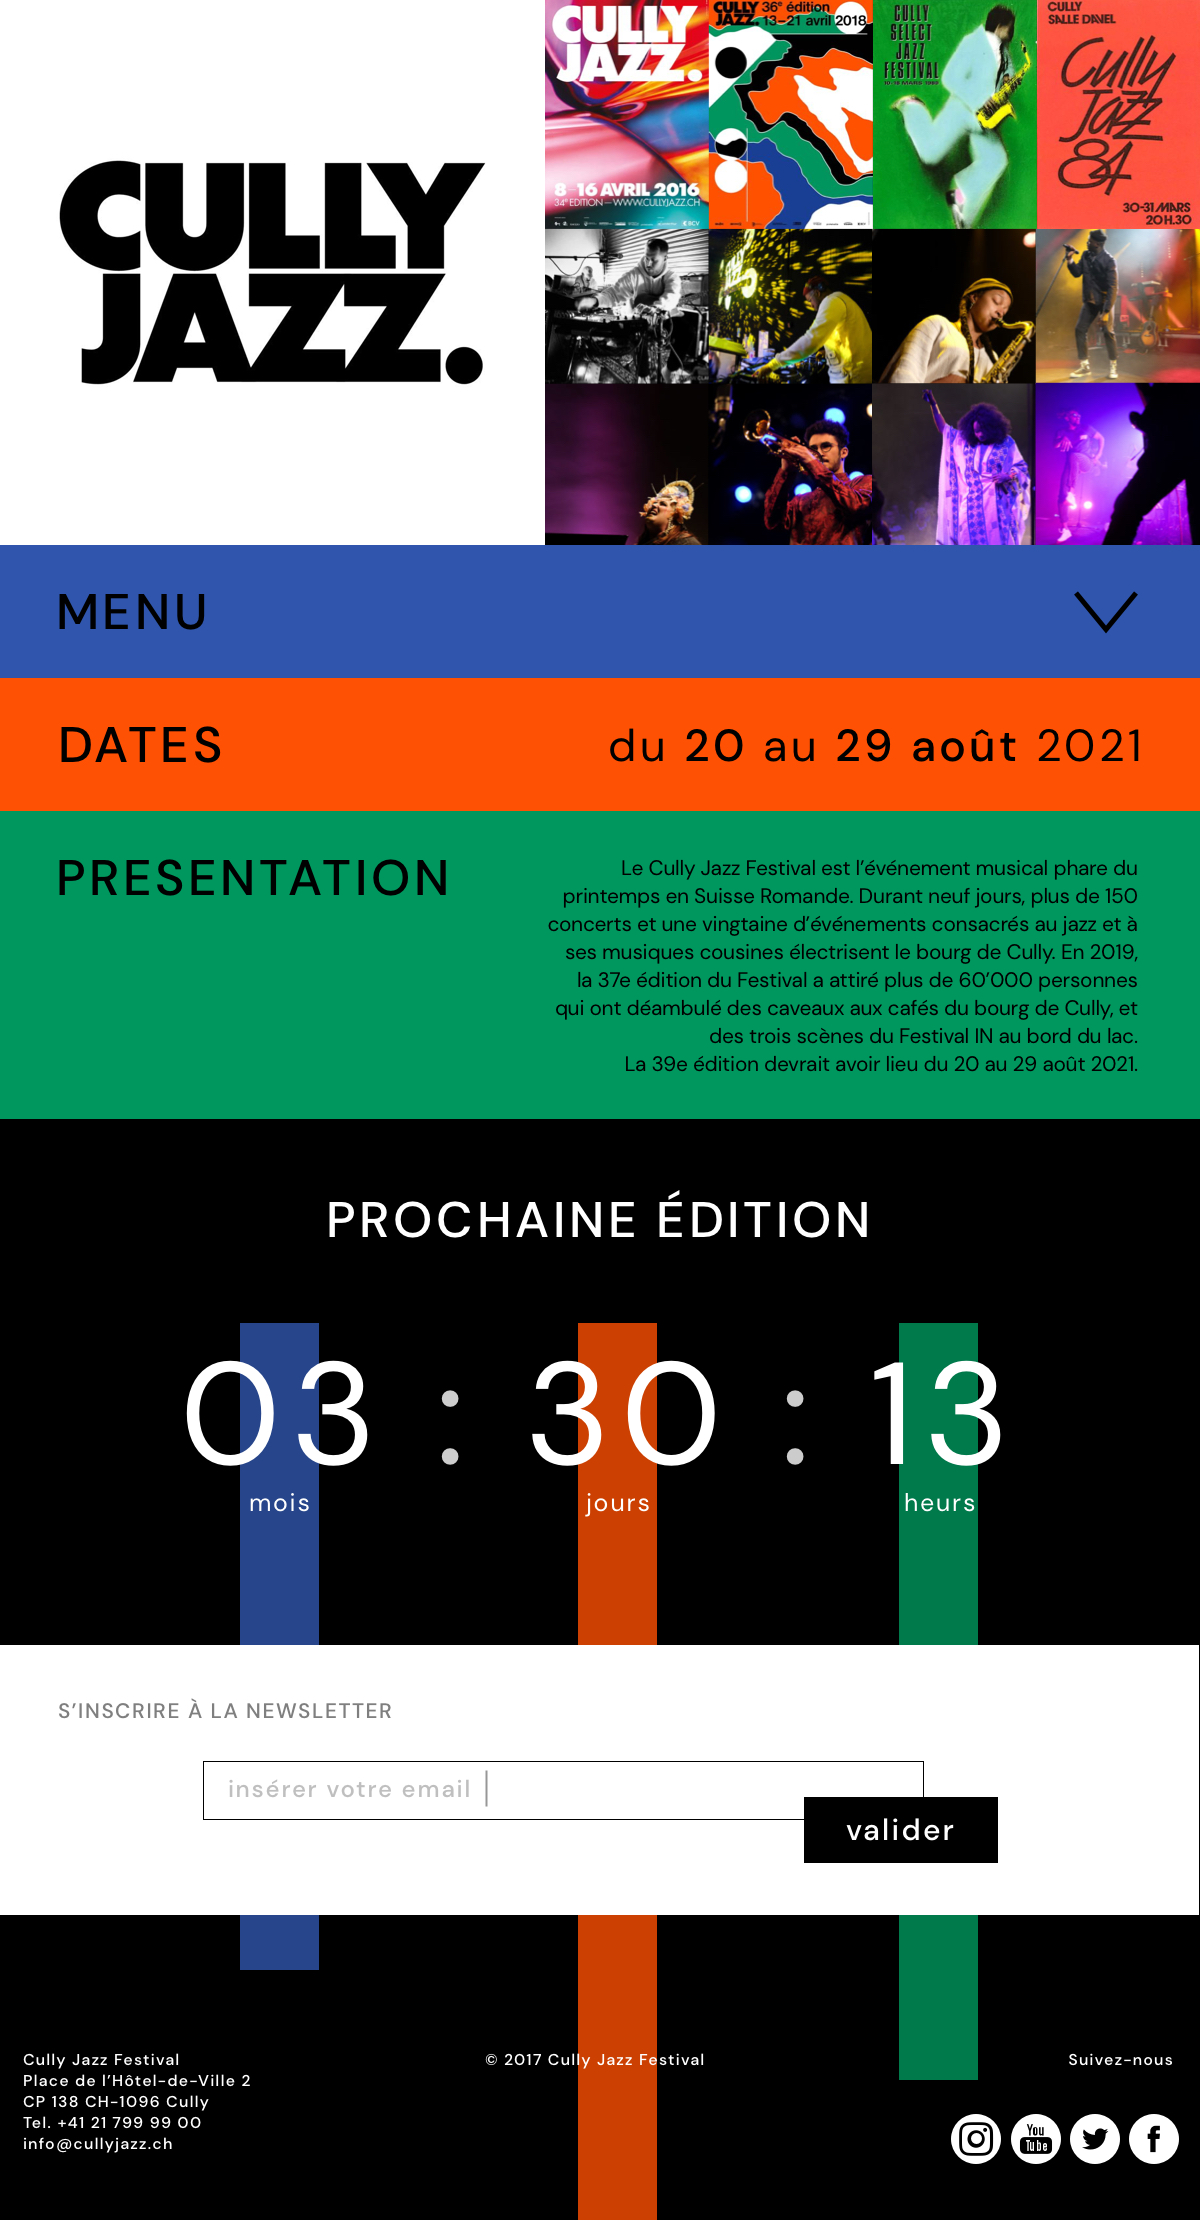 CULLY
JAZZ.
CULLY
JAZZ.
8–16 AVRIL 2016
34e EDITION — WWW.CULLYJAZZ.CH
BCV
CULLY 36e édition
JAZZ. 13–21 avril 2018
CULLY
SELECT
JAZZ
FESTIVAL
CULLY
SALLE DAVEL
Cully
Jazz
84
30-31 MARS
20H.30
MENU
DATES
du 20 au 29 août 2021
PRESENTATION
Le Cully Jazz Festival est l’événement musical phare du
printemps en Suisse Romande. Durant neuf jours, plus de 150
concerts et une vingtaine d’événements consacrés au jazz et à
ses musiques cousines électrisent le bourg de Cully. En 2019,
la 37e édition du Festival a attiré plus de 60’000 personnes
qui ont déambulé des caveaux aux cafés du bourg de Cully, et
des trois scènes du Festival IN au bord du lac.
La 39e édition devrait avoir lieu du 20 au 29 août 2021.
PROCHAINE ÉDITION
03 : 30 : 13
mois jours heurs
S’INSCRIRE À LA NEWSLETTER
insérer votre email
valider
Cully Jazz Festival
Place de l’Hôtel-de-Ville 2
CP 138 CH-1096 Cully
Tel. +41 21 799 99 00
info@cullyjazz.ch
© 2017 Cully Jazz Festival
Suivez-nous
You
Tube